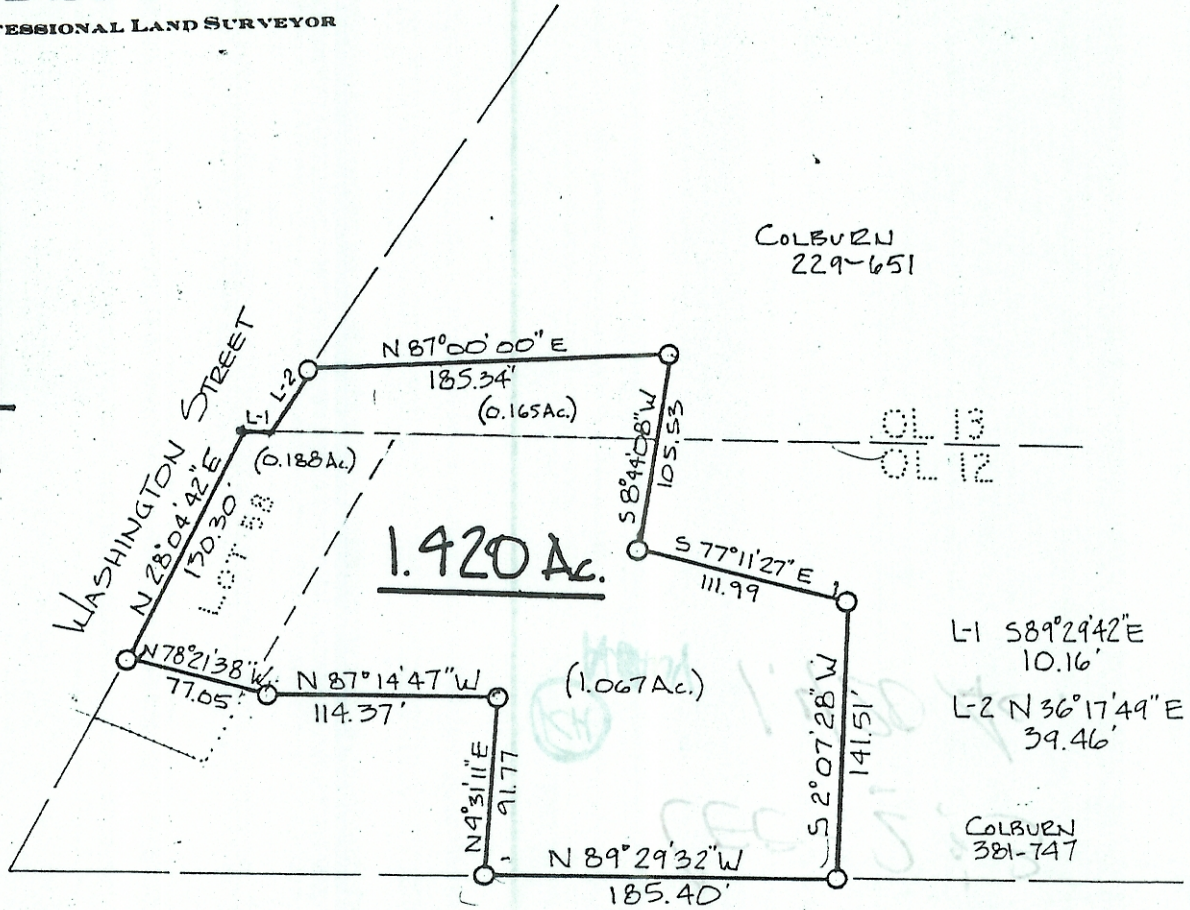 FESSIONAL LAND SURVEYOR
COLBURN
229-651
WASHINGTON STREET
N 87°00'00" E
185.34'
L-2
L-1
(0.165Ac.)
(0.188Ac.)
OL 13
OL 12
N 28°04'42"E
130.30'
LOT 58
S 8°44'08"W
105.53
1.420 Ac.
S 77°11'27"E
111.99
N 78°21'38"W
77.05'
N 87°14'47"W
114.37'
(1.067Ac.)
L-1 S89°29'42"E
10.16'
L-2 N 36°17'49"E
39.46'
N 4°31'11"E
91.77
S 2°07'28"W
141.51'
N 89°29'32"W
185.40'
COLBURN
381-747